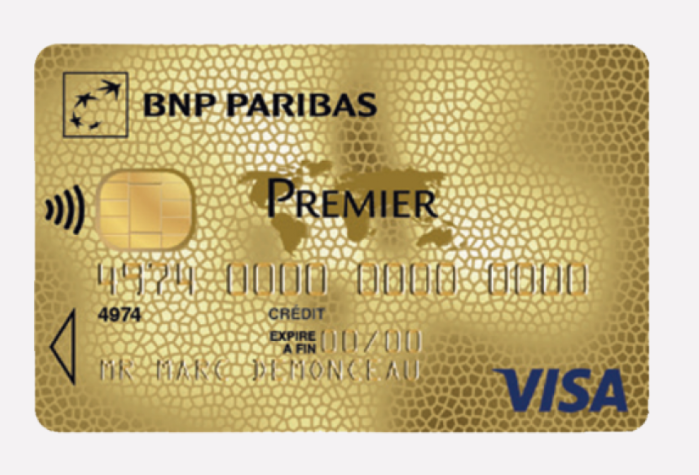 BNP PARIBAS
PREMIER
4974 0000 0000 0000
4974
CRÉDIT
EXPIRE
A FIN 00/00
MR MARC DEMONCEAU
VISA